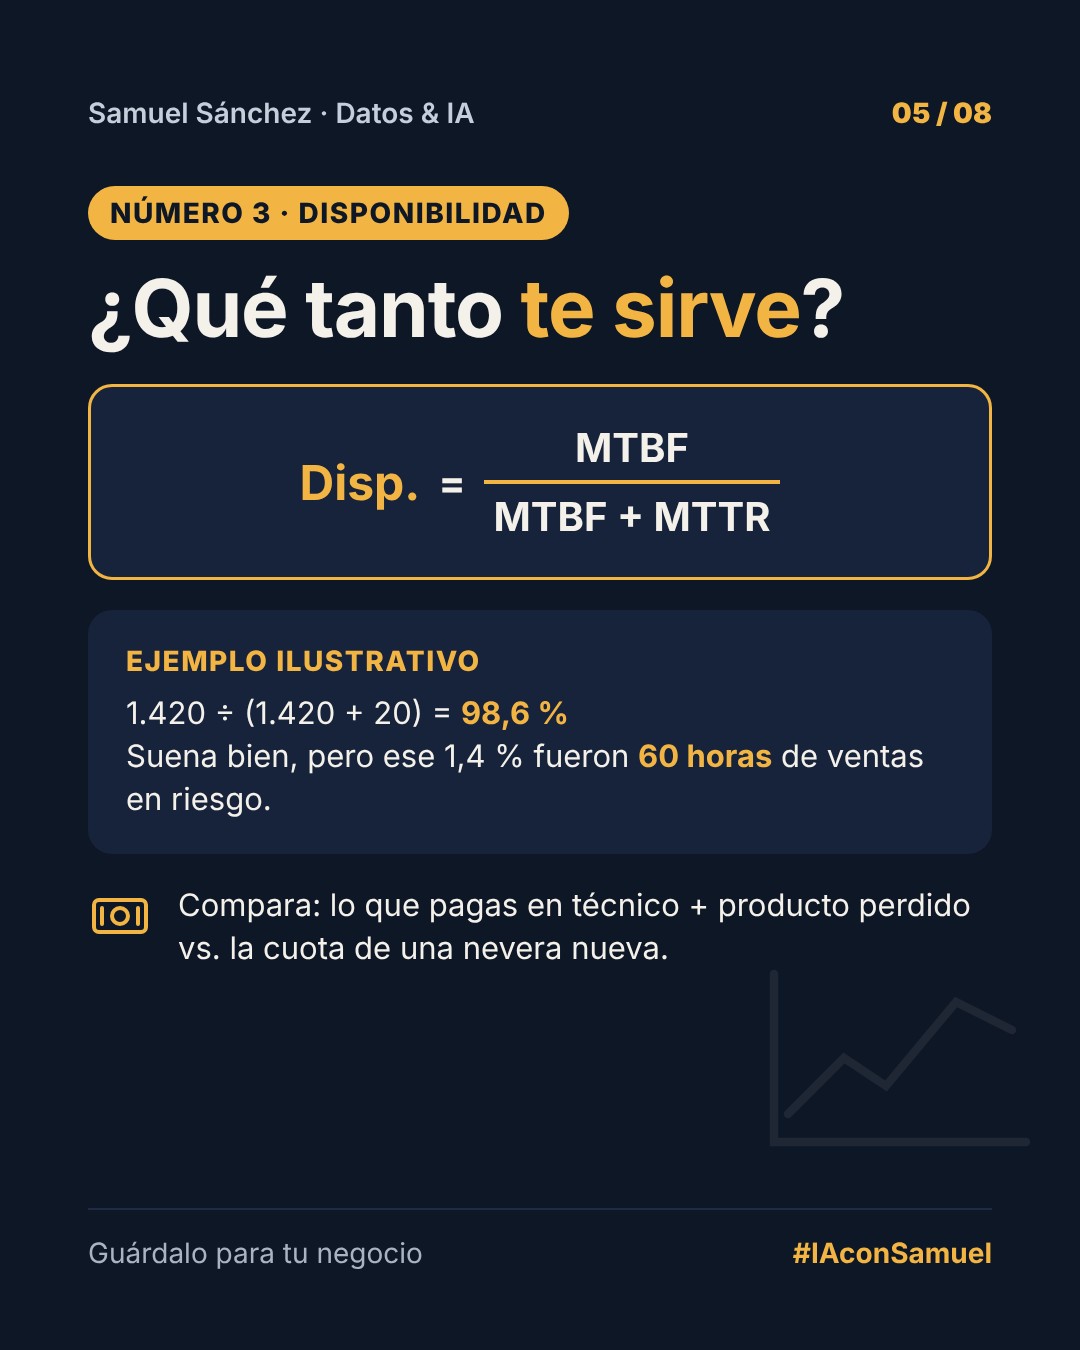 Samuel Sánchez · Datos & IA
05 / 08
NÚMERO 3 · DISPONIBILIDAD
¿Qué tanto te sirve?
Disp. = MTBF
MTBF + MTTR
EJEMPLO ILUSTRATIVO
1.420 ÷ (1.420 + 20) = 98,6 %
Suena bien, pero ese 1,4 % fueron 60 horas de ventas
en riesgo.
Compara: lo que pagas en técnico + producto perdido
vs. la cuota de una nevera nueva.
Guárdalo para tu negocio
#IAconSamuel